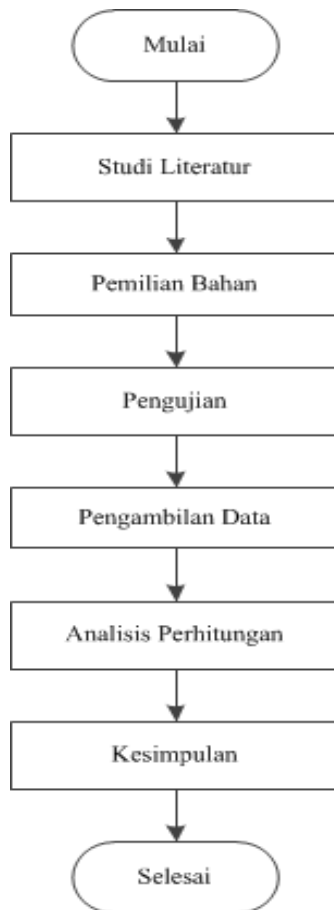 Mulai
Studi Literatur
Pemilian Bahan
Pengujian
Pengambilan Data
Analisis Perhitungan
Kesimpulan
Selesai